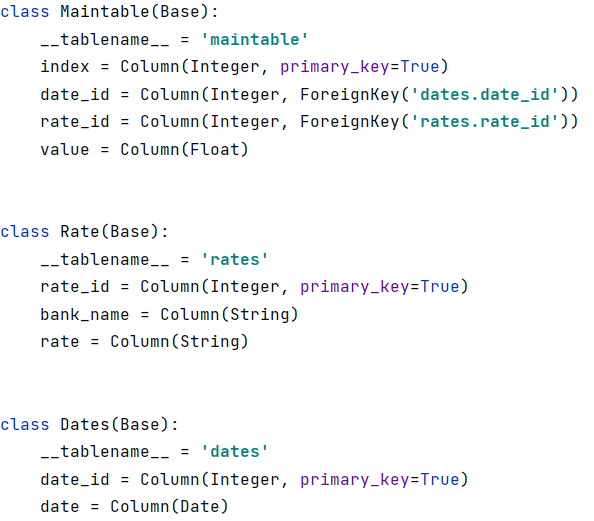 class Maintable(Base):
    __tablename__ = 'maintable'
    index = Column(Integer, primary_key=True)
    date_id = Column(Integer, ForeignKey('dates.date_id'))
    rate_id = Column(Integer, ForeignKey('rates.rate_id'))
    value = Column(Float)
class Rate(Base):
    __tablename__ = 'rates'
    rate_id = Column(Integer, primary_key=True)
    bank_name = Column(String)
    rate = Column(String)
class Dates(Base):
    __tablename__ = 'dates'
    date_id = Column(Integer, primary_key=True)
    date = Column(Date)